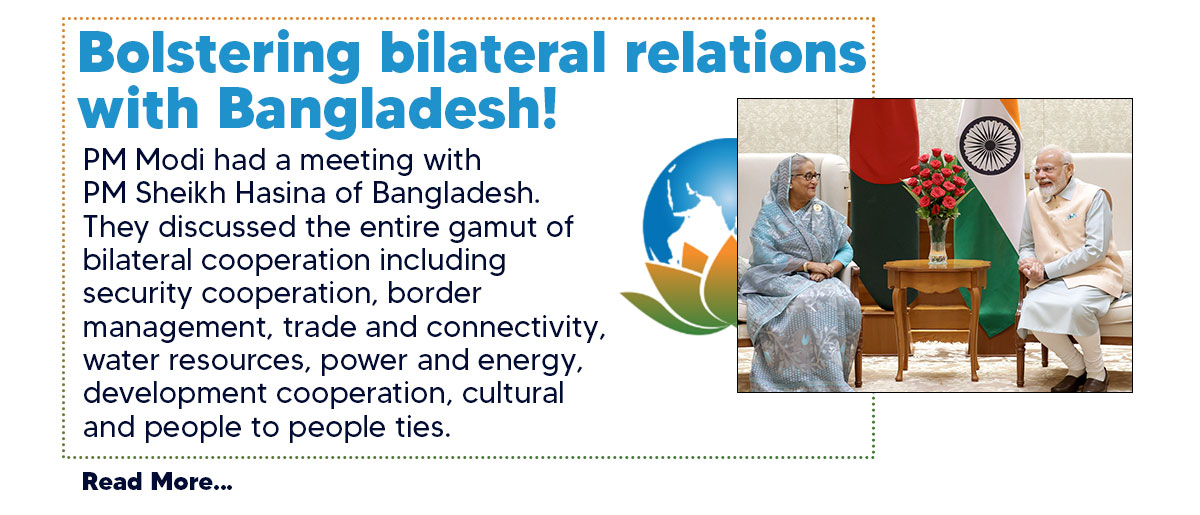 Bolstering bilateral relations
with Bangladesh!
PM Modi had a meeting with
PM Sheikh Hasina of Bangladesh.
They discussed the entire gamut of
bilateral cooperation including
security cooperation, border
management, trade and connectivity,
water resources, power and energy,
development cooperation, cultural
and people to people ties.
Read More...